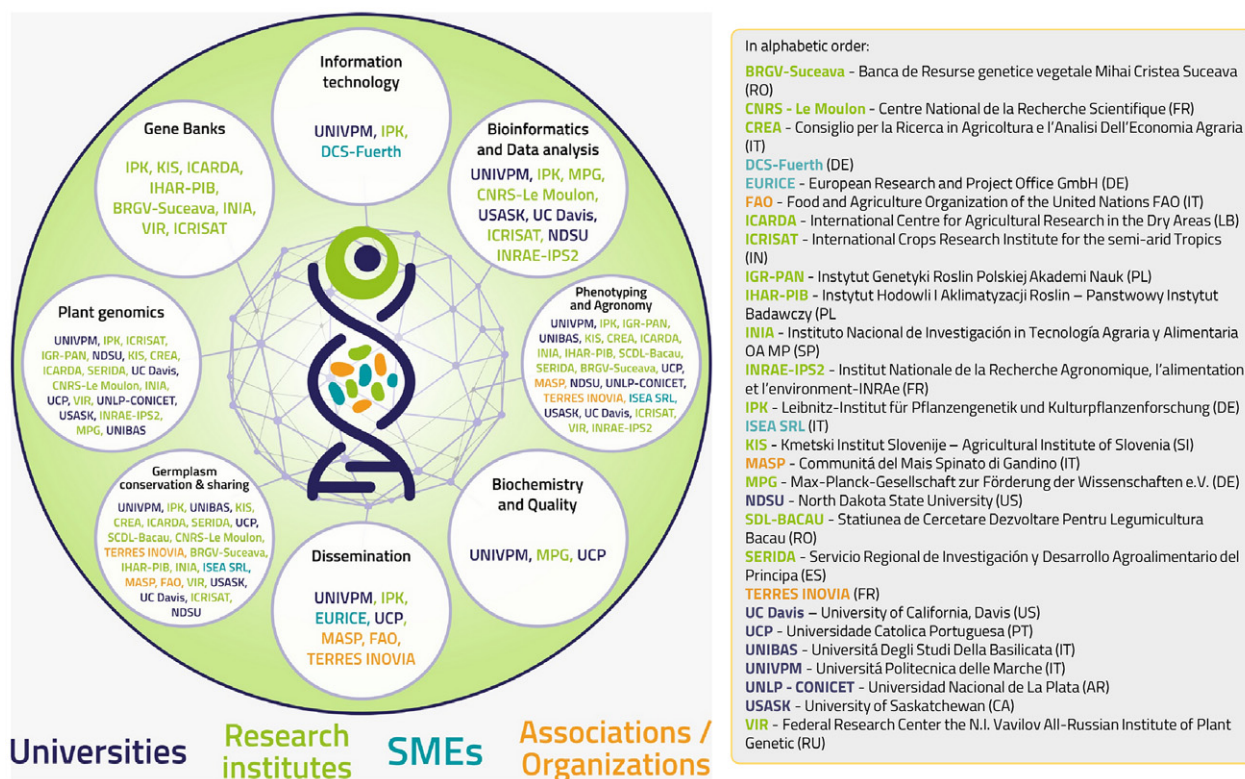 Information
technology
UNIVPM, IPK,
DCS-Fuerth
Gene Banks
IPK, KIS, ICARDA,
IHAR-PIB,
BRGV-Suceava, INIA,
VIR, ICRISAT
Bioinformatics
and Data analysis
UNIVPM, IPK, MPG,
CNRS-Le Moulon,
USASK, UC Davis,
ICRISAT, NDSU
INRAE-IPS2
Plant genomics
UNIVPM, IPK, ICRISAT,
IGR-PAN, NDSU, KIS, CREA,
ICARDA, SERIDA, UC Davis,
CNRS-Le Moulon, INIA,
UCP, VIR, UNLP-CONICET,
USASK, INRAE-IPS2,
MPG, UNIBAS
Phenotyping
and Agronomy
UNIVPM, IPK, IGR-PAN,
UNIBAS, KIS, CREA, ICARDA,
INIA, IHAR-PIB, SCDL-Bacau,
SERIDA, BRGV-Suceava, UCP,
MASP, NDSU, UNLP-CONICET,
TERRES INOVIA, ISEA SRL,
USASK, UC Davis, ICRISAT,
VIR, INRAE-IPS2
Germplasm
conservation & sharing
UNIVPM, IPK, UNIBAS, KIS,
CREA, ICARDA, SERIDA, UCP,
SCDL-Bacau, CNRS-Le Moulon,
TERRES INOVIA, BRGV-Suceava,
IHAR-PIB, INIA, ISEA SRL,
MASP, FAO, VIR, USASK,
UC Davis, ICRISAT,
NDSU
Biochemistry
and Quality
UNIVPM, MPG, UCP
Dissemination
UNIVPM, IPK,
EURICE, UCP,
MASP, FAO,
TERRES INOVIA
Universities
Research
institutes
SMEs
Associations /
Organizations
In alphabetic order:
BRGV-Suceava - Banca de Resurse genetice vegetale Mihai Cristea Suceava
(RO)
CNRS - Le Moulon - Centre National de la Recherche Scientifique (FR)
CREA - Consiglio per la Ricerca in Agricoltura e l'Analisi Dell'Economia Agraria
(IT)
DCS-Fuerth (DE)
EURICE - European Research and Project Office GmbH (DE)
FAO - Food and Agriculture Organization of the United Nations FAO (IT)
ICARDA - International Centre for Agricultural Research in the Dry Areas (LB)
ICRISAT - International Crops Research Institute for the semi-arid Tropics
(IN)
IGR-PAN - Instytut Genetyki Roslin Polskiej Akademi Nauk (PL)
IHAR-PIB - Instytut Hodowli I Aklimatyzacji Roslin – Panstwowy Instytut
Badawczy (PL
INIA - Instituto Nacional de Investigación in Tecnología Agraria y Alimentaria
OA MP (SP)
INRAE-IPS2 - Institut Nationale de la Recherche Agronomique, l'alimentation
et l'environment-INRAe (FR)
IPK - Leibnitz-Institut für Pflanzengenetik und Kulturpflanzenforschung (DE)
ISEA SRL (IT)
KIS - Kmetski Institut Slovenije – Agricultural Institute of Slovenia (SI)
MASP - Communitá del Mais Spinato di Gandino (IT)
MPG - Max-Planck-Gesellschaft zur Förderung der Wissenschaften e.V. (DE)
NDSU - North Dakota State University (US)
SDL-BACAU - Statiunea de Cercetare Dezvoltare Pentru Legumicultura
Bacau (RO)
SERIDA - Servicio Regional de Investigación y Desarrollo Agroalimentario del
Principa (ES)
TERRES INOVIA (FR)
UC Davis – University of California, Davis (US)
UCP - Universidade Catolica Portuguesa (PT)
UNIBAS - Universitá Degli Studi Della Basilicata (IT)
UNIVPM - Universitá Politecnica delle Marche (IT)
UNLP - CONICET - Universidad Nacional de La Plata (AR)
USASK - University of Saskatchewan (CA)
VIR - Federal Research Center the N.I. Vavilov All-Russian Institute of Plant
Genetic (RU)